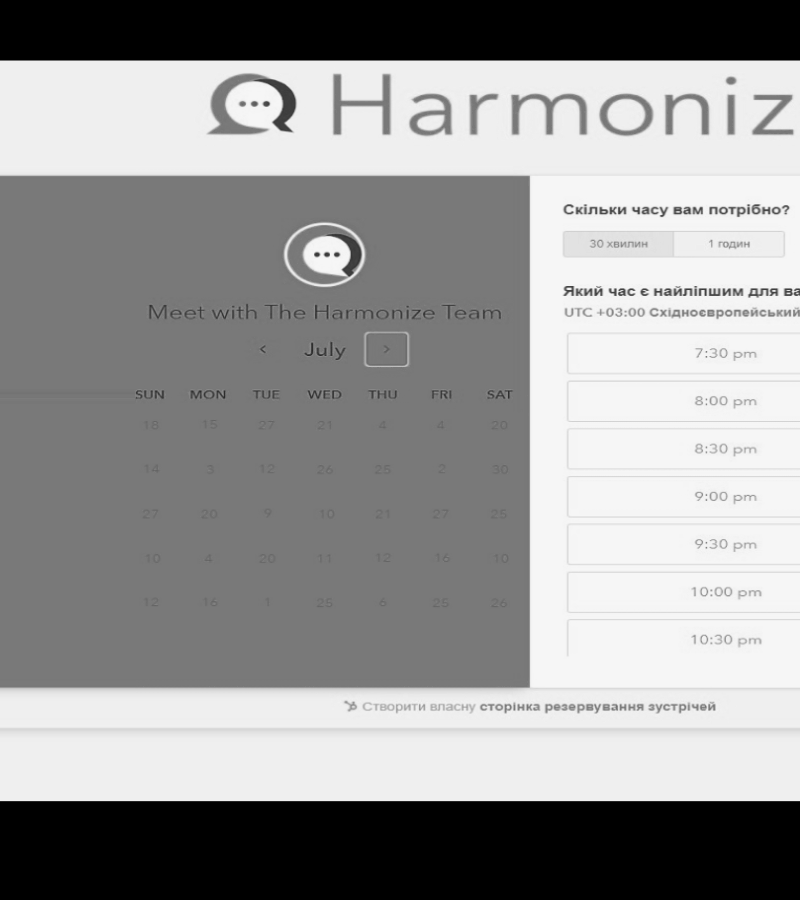 Harmoniz
Meet with The Harmonize Team
July
SUN MON TUE WED THU FRI SAT
18 15 27 21 4 4 20
14 3 12 26 25 2 30
27 20 9 10 21 27 25
10 4 20 11 12 16 10
12 16 1 25 6 25 26
Скільки часу вам потрібно?
30 хвилин 1 годин
Який час є найліпшим для ва
UTC +03:00 Східноєвропейський
7:30 pm
8:00 pm
8:30 pm
9:00 pm
9:30 pm
10:00 pm
10:30 pm
Створити власну сторінка резервування зустрічей